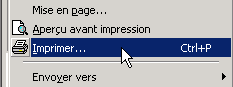 Mise en page...
Aperçu avant impression
Imprimer... Ctrl+P
Envoyer vers